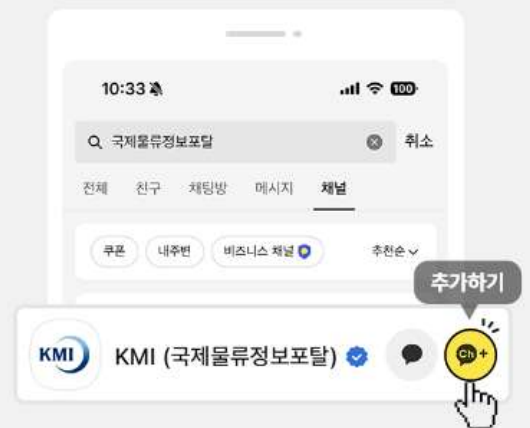 10:33
100
국제물류정보포탈 취소
전체 친구 채팅방 메시지 채널
쿠폰 내주변 비즈니스 채널 추천순
추가하기
KMI KMI (국제물류정보포탈) Ch+